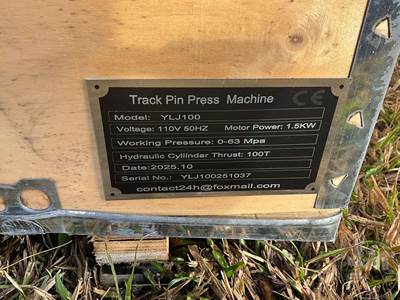 Track Pin Press Machine CE
Model: YLJ100
Voltage: 110V 50HZ Motor Power: 1.5KW
Working Pressure: 0-63 Mpa
Hydraulic Cyllinder Thrust: 100T
Date:2025.10
Serial No.: YLJ100251037
contact24h@foxmail.com